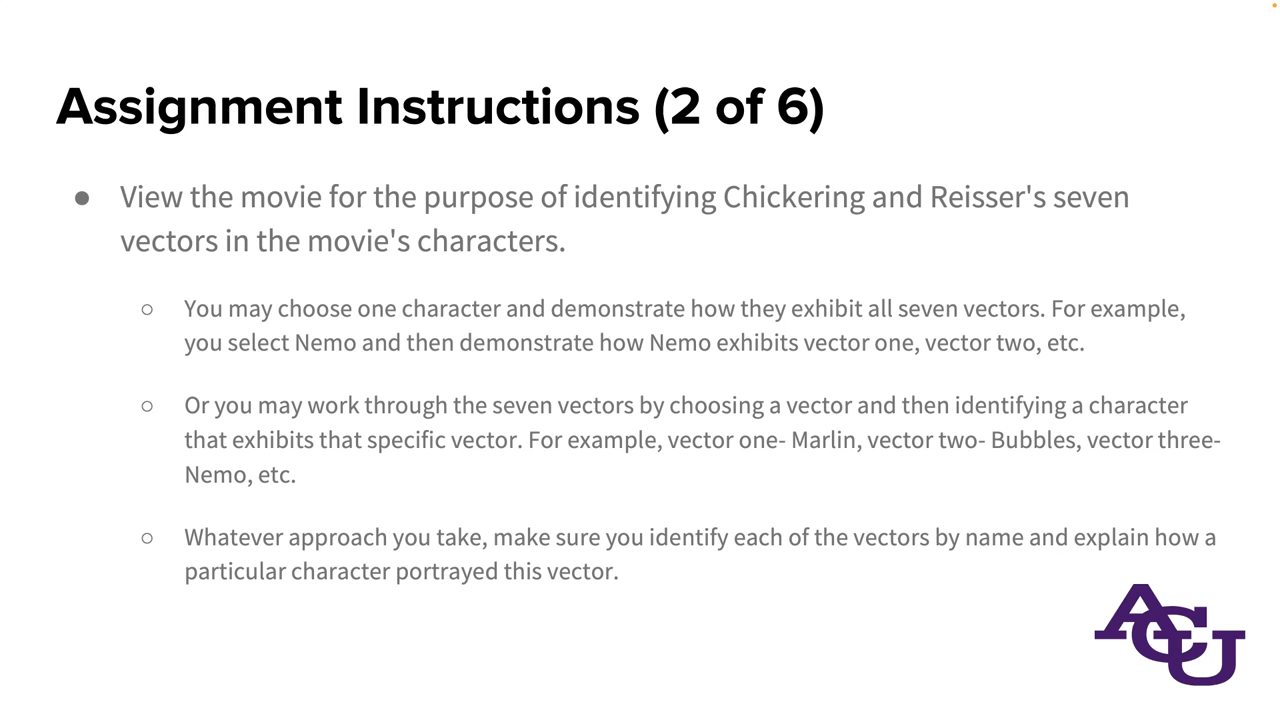 Assignment Instructions (2 of 6)
● View the movie for the purpose of identifying Chickering and Reisser's seven
vectors in the movie's characters.
○ You may choose one character and demonstrate how they exhibit all seven vectors. For example,
you select Nemo and then demonstrate how Nemo exhibits vector one, vector two, etc.
○ Or you may work through the seven vectors by choosing a vector and then identifying a character
that exhibits that specific vector. For example, vector one- Marlin, vector two- Bubbles, vector three-
Nemo, etc.
○ Whatever approach you take, make sure you identify each of the vectors by name and explain how a
particular character portrayed this vector.
ACU